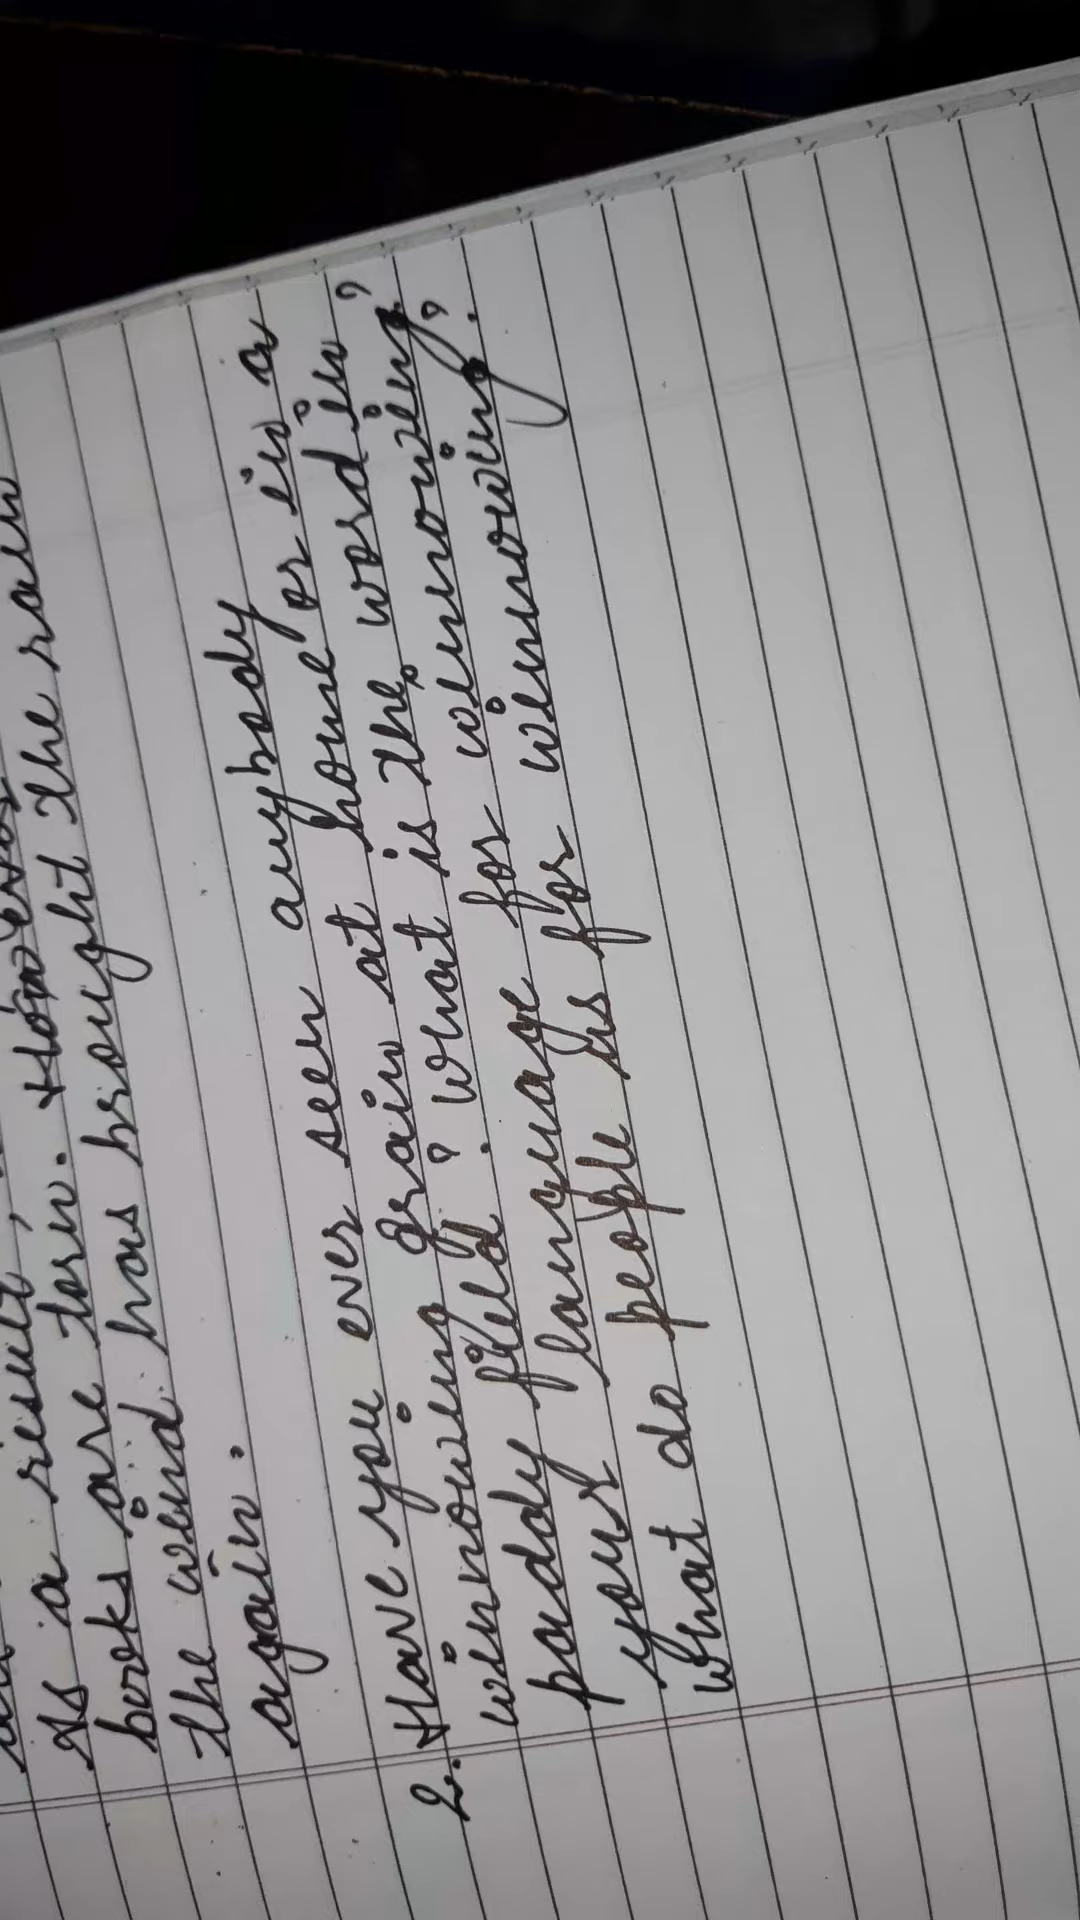 As a result,
books are torn. However
the wind has brought the rain
again.
2. Have you ever seen anybody
winnowing grain at home or in a
paddy field? what is the word in
your language for winnowing?
what do people us for winnowing?